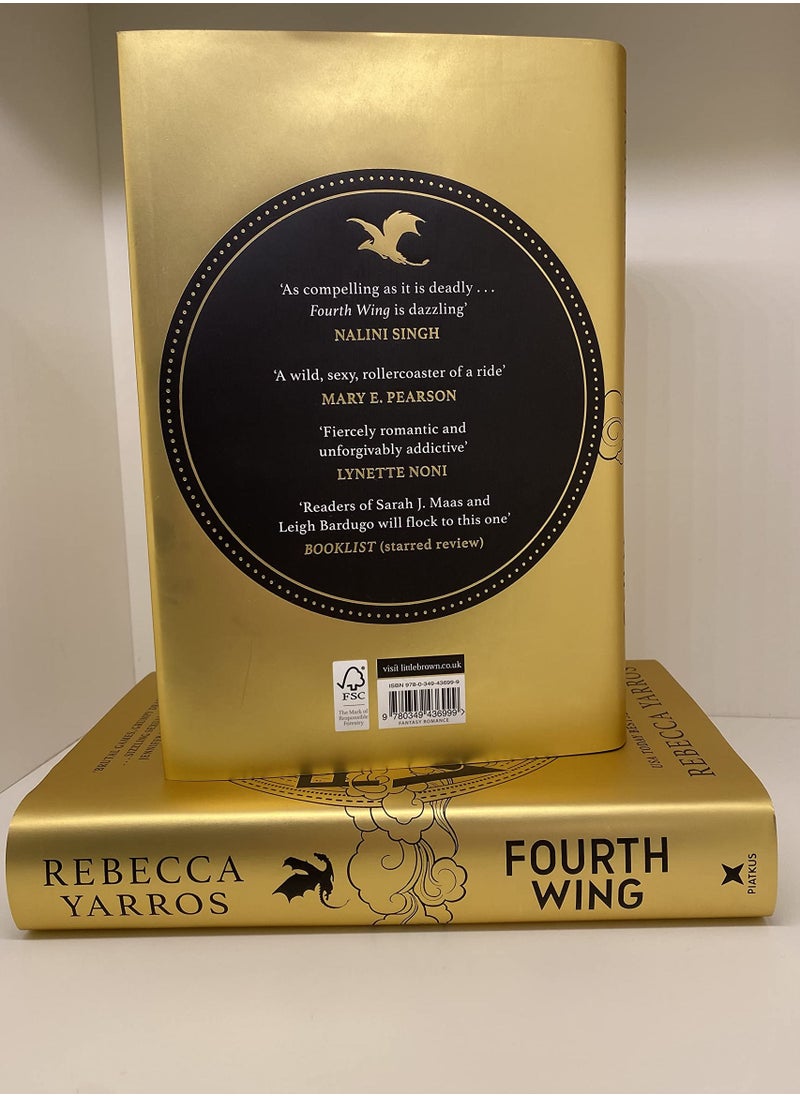 ‘As compelling as it is deadly . . .
Fourth Wing is dazzling’
NALINI SINGH
‘A wild, sexy, rollercoaster of a ride’
MARY E. PEARSON
‘Fiercely romantic and
unforgivably addictive’
LYNETTE NONI
‘Readers of Sarah J. Maas and
Leigh Bardugo will flock to this one’
BOOKLIST (starred review)
FSC
The Mark of
Responsible
Forestry
visit littlebrown.co.uk
ISBN 978-0-349-43699-9
9 780349 436999
FANTASY ROMANCE
REBECCA YARROS
REBECCA
YARROS
FOURTH
WING
PIATKUS